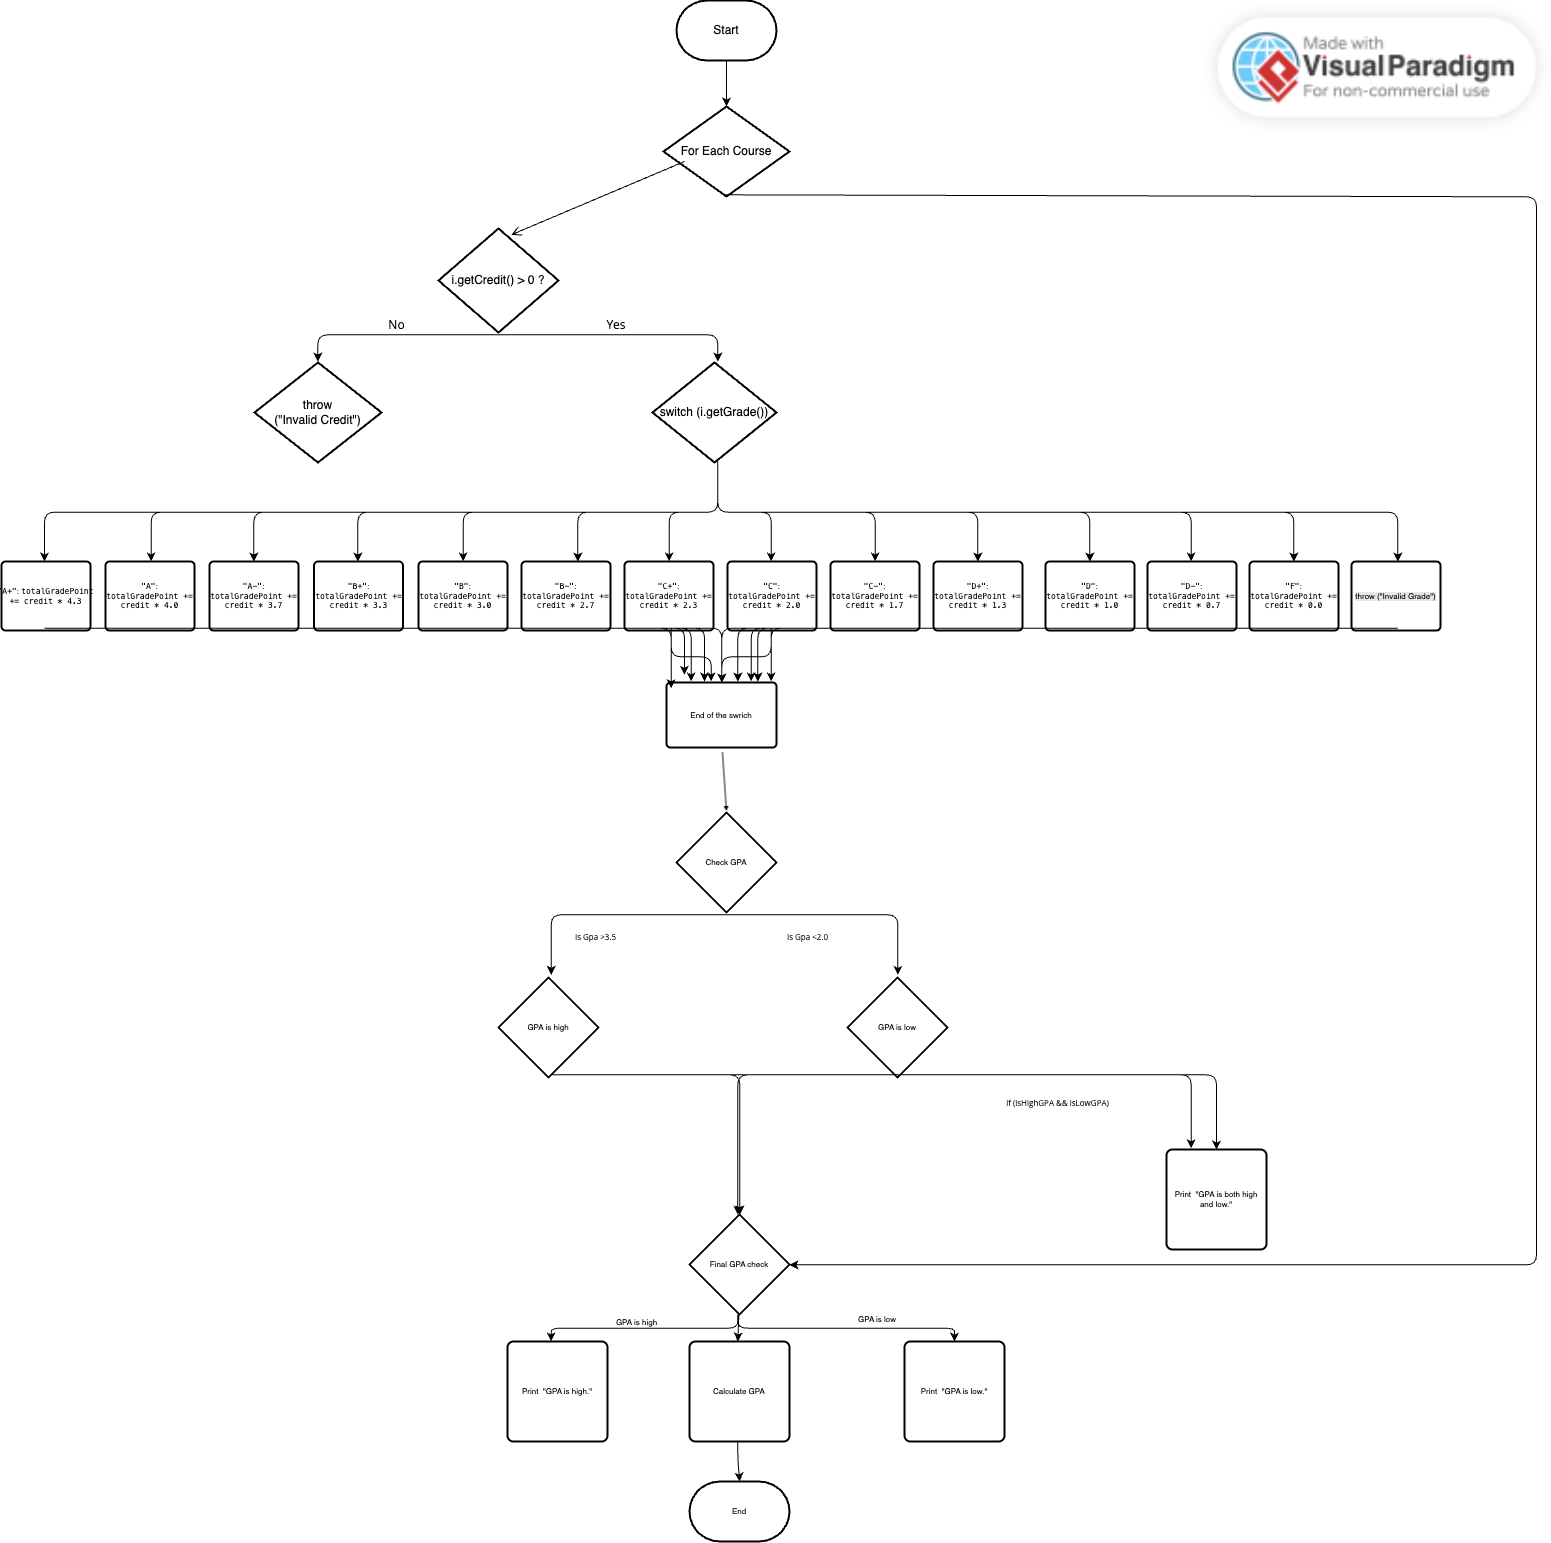 Start
Made with
Visual Paradigm
For non-commercial use
For Each Course
i.getCredit() > 0 ?
No
Yes
throw
("Invalid Credit")
switch (i.getGrade())
"A+": totalGradePoint
+= credit * 4.3
"A":
totalGradePoint +=
credit * 4.0
"A-":
totalGradePoint +=
credit * 3.7
"B+":
totalGradePoint +=
credit * 3.3
"B":
totalGradePoint +=
credit * 3.0
"B-":
totalGradePoint +=
credit * 2.7
"C+":
totalGradePoint +=
credit * 2.3
"C":
totalGradePoint +=
credit * 2.0
"C-":
totalGradePoint +=
credit * 1.7
"D+":
totalGradePoint +=
credit * 1.3
"D":
totalGradePoint +=
credit * 1.0
"D-":
totalGradePoint +=
credit * 0.7
"F":
totalGradePoint +=
credit * 0.0
throw ("Invalid Grade")
End of the swrich
Check GPA
is Gpa >3.5
is Gpa <2.0
GPA is high
GPA is low
if (isHighGPA && isLowGPA)
Print "GPA is both high
and low."
Final GPA check
GPA is high
GPA is low
Print "GPA is high."
Calculate GPA
Print "GPA is low."
End